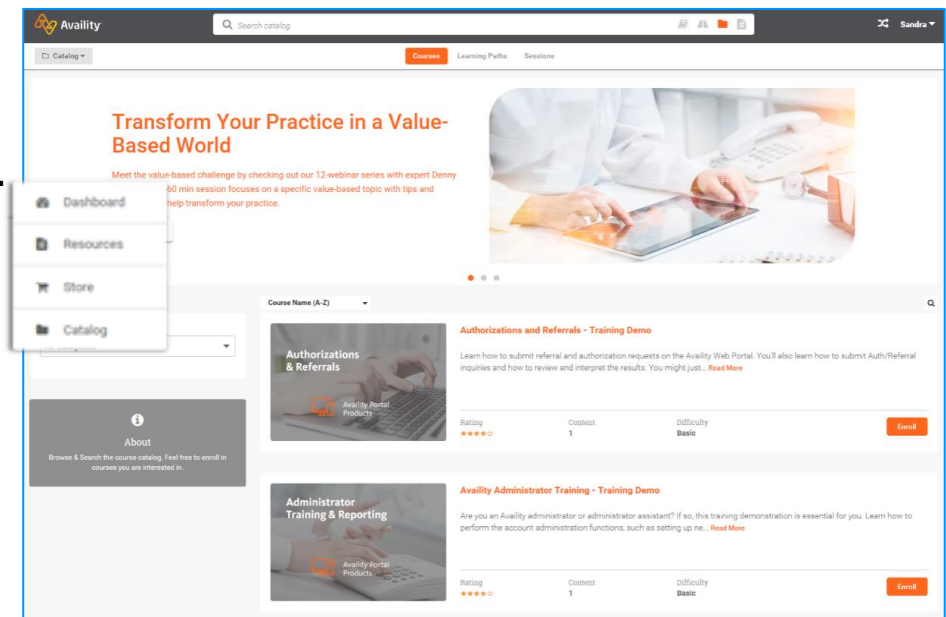 Availity
Search catalog
Sandra
Catalog
Courses Learning Paths Sessions
Transform Your Practice in a Value-
Based World
Meet the value-based challenge by checking out our 12-webinar series with expert Denny
60 min session focuses on a specific value-based topic with tips and
help transform your practice.
Dashboard
Resources
Store
Catalog
Course Name (A-Z)
Authorizations
& Referrals
Availity Portal
Products
Authorizations and Referrals - Training Demo
Learn how to submit referral and authorization requests on the Availity Web Portal. You'll also learn how to submit Auth/Referral
inquiries and how to review and interpret the results. You might just... Read More
Rating Content Difficulty
1 Basic
Enroll
About
Browse & Search the course catalog. Feel free to enroll in
courses you are interested in.
Administrator
Training & Reporting
Availity Portal
Products
Availity Administrator Training - Training Demo
Are you an Availity administrator or administrator assistant? If so, this training demonstration is essential for you. Learn how to
perform the account administration functions, such as setting up ne... Read More
Rating Content Difficulty
1 Basic
Enroll